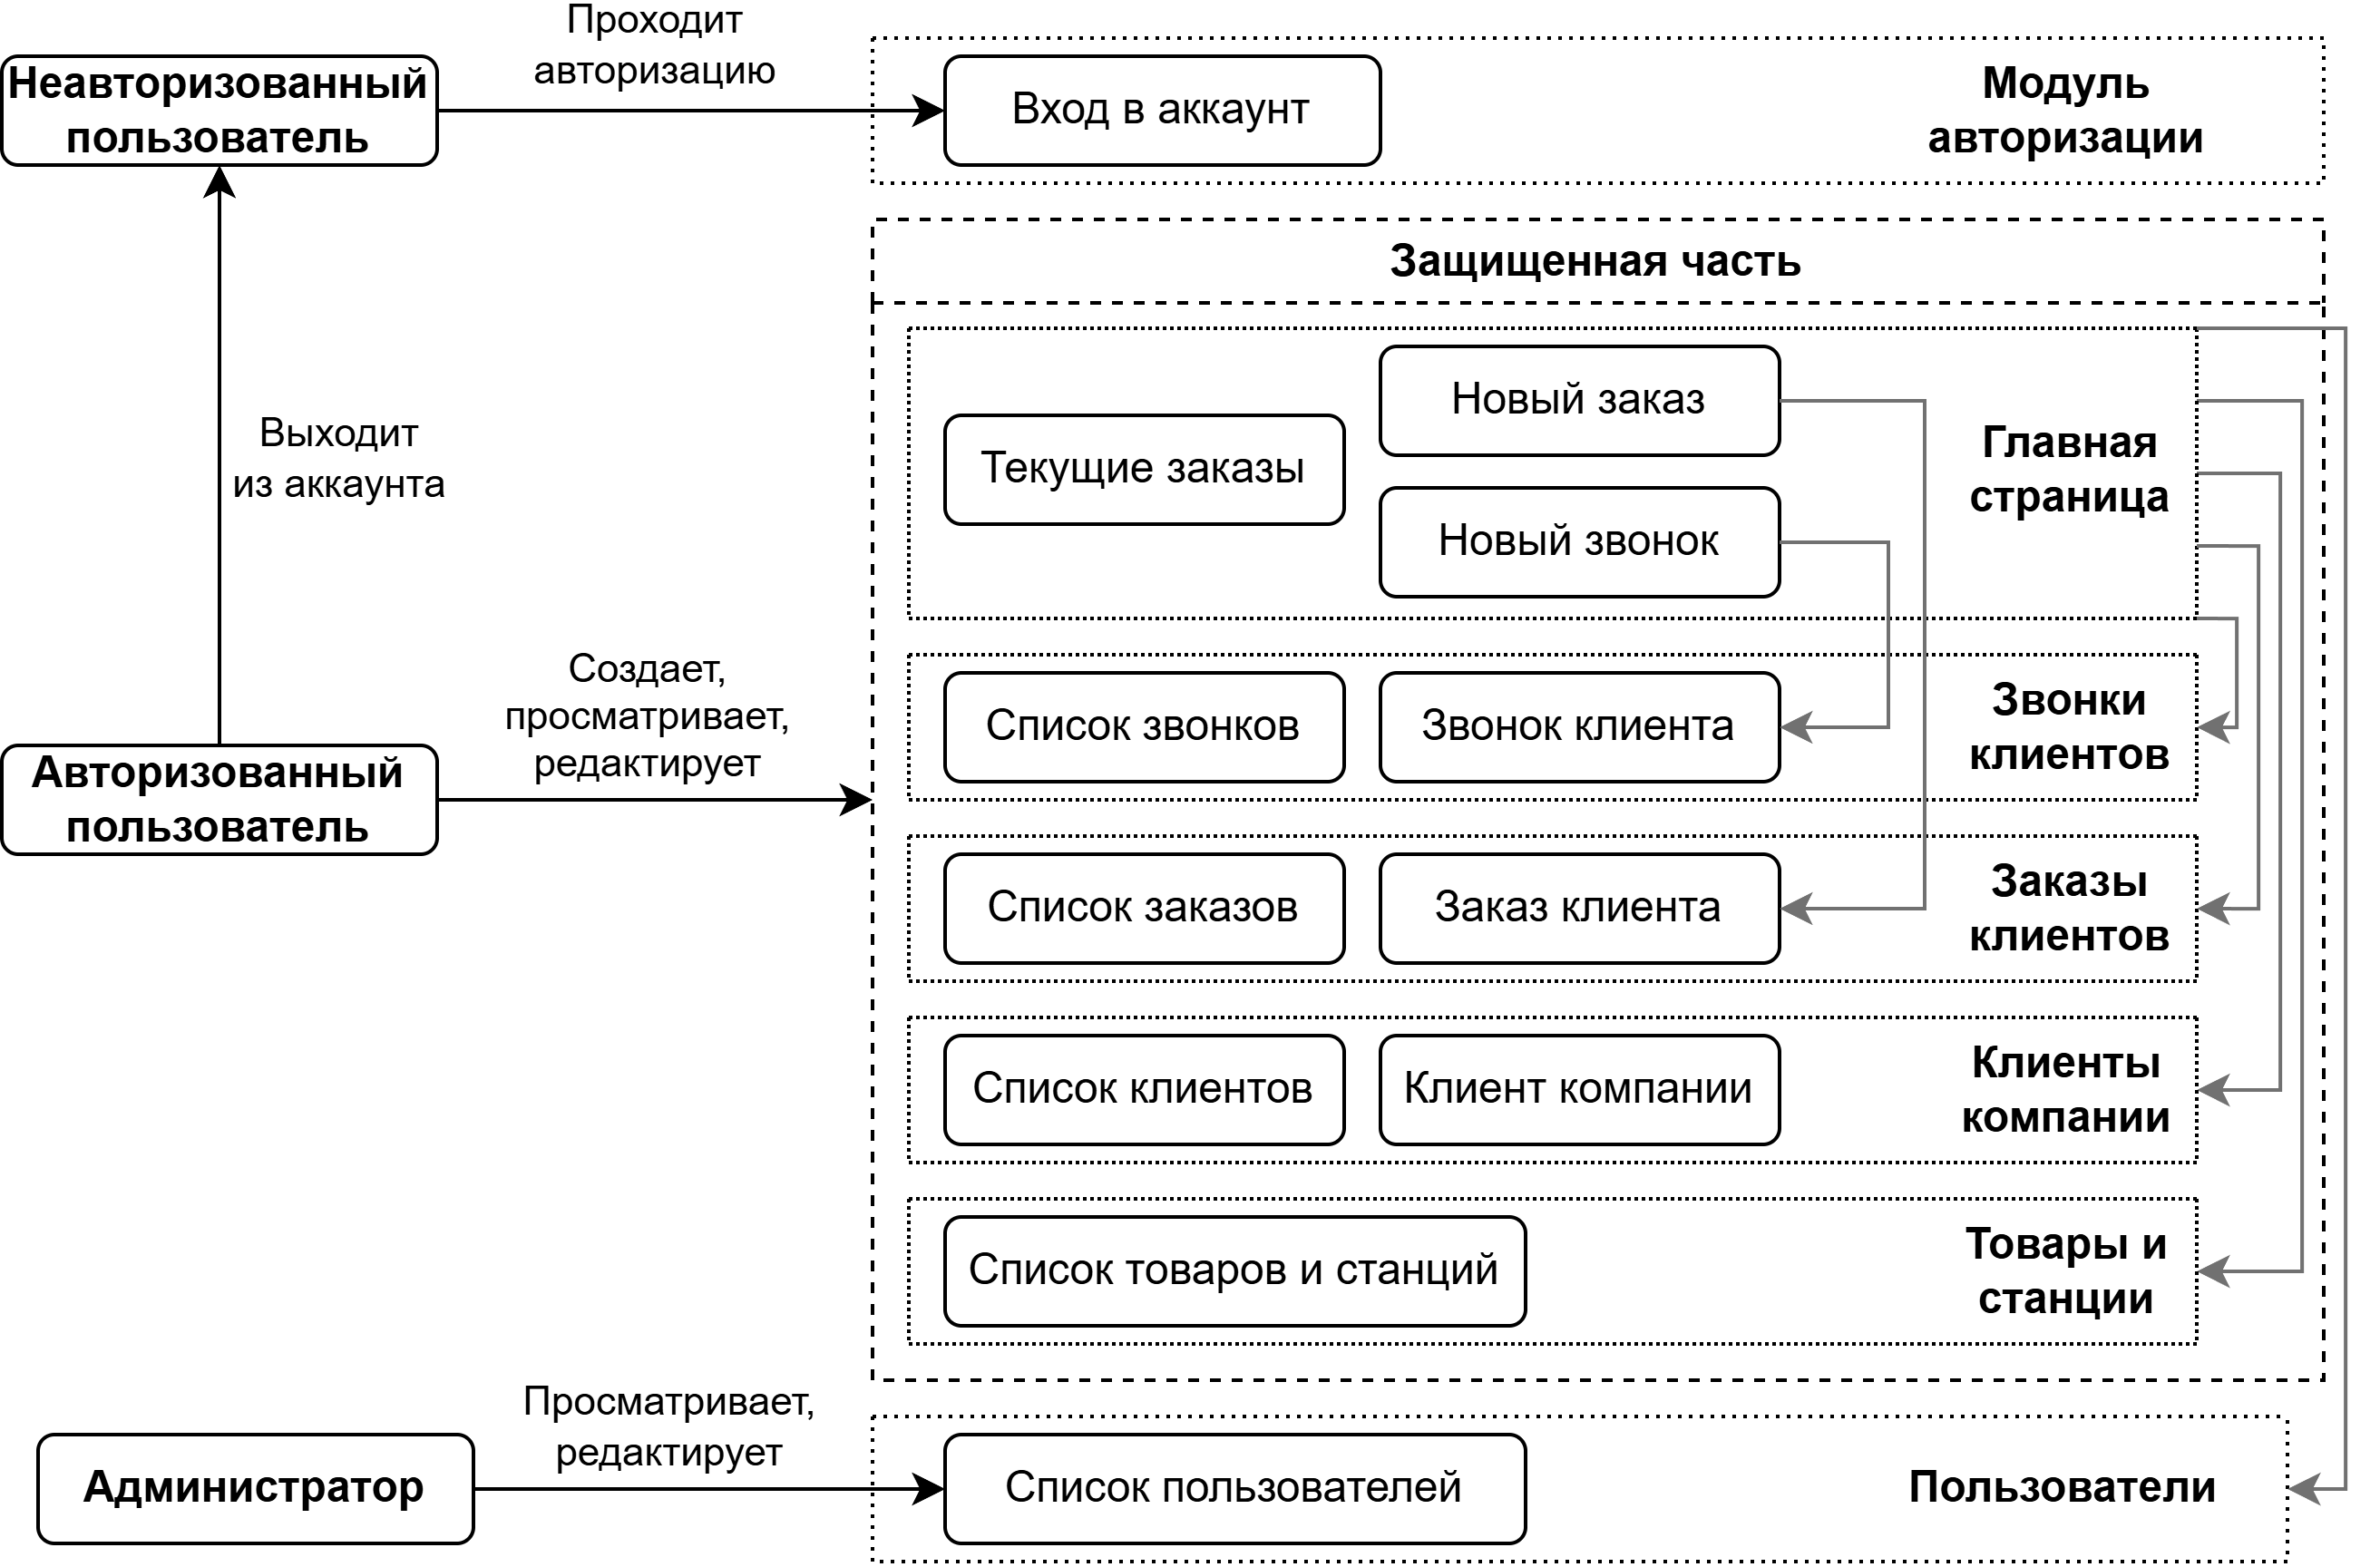 Проходит
авторизацию
Неавторизованный
пользователь
Вход в аккаунт
Модуль
авторизации
Защищенная часть
Новый заказ
Текущие заказы
Новый звонок
Главная
страница
Выходит
из аккаунта
Создает,
просматривает,
редактирует
Авторизованный
пользователь
Список звонков
Звонок клиента
Звонки
клиентов
Список заказов
Заказ клиента
Заказы
клиентов
Список клиентов
Клиент компании
Клиенты
компании
Список товаров и станций
Товары и
станции
Просматривает,
редактирует
Администратор
Список пользователей
Пользователи